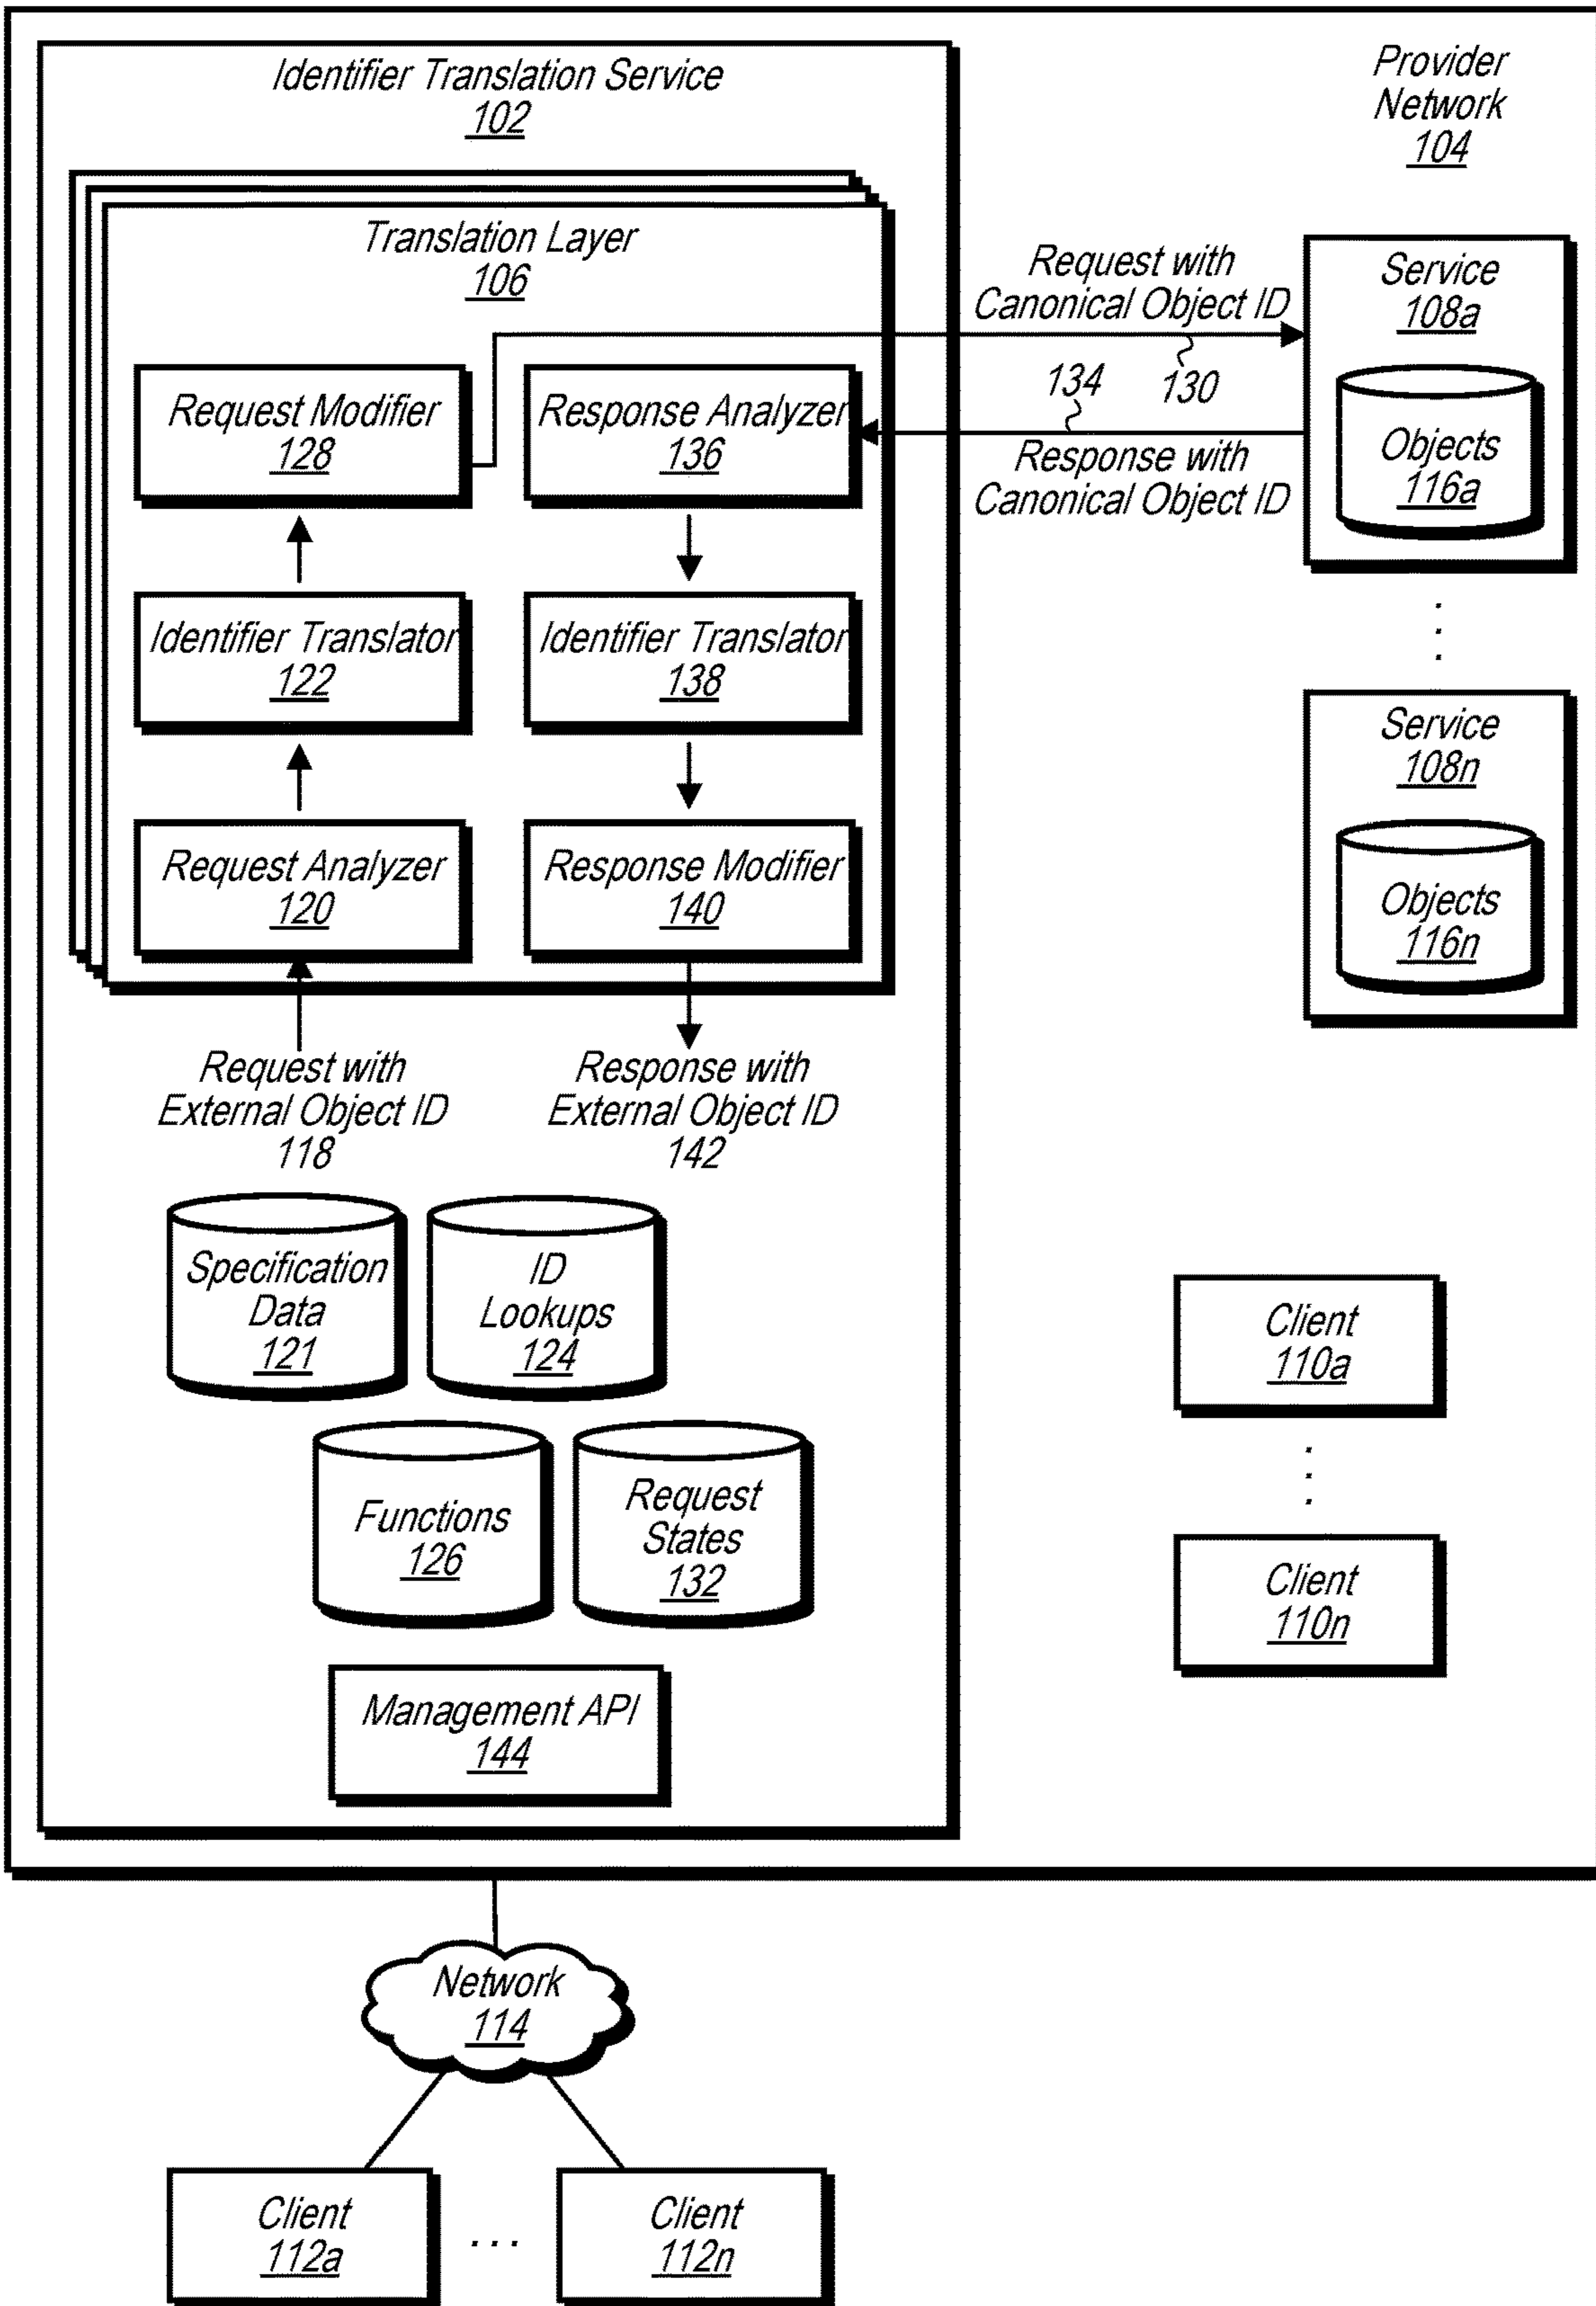 Identifier Translation Service
102
Provider
Network
104
Translation Layer
106
Request with
Canonical Object ID
130
134
Response with
Canonical Object ID
Service
108a
Objects
116a
Request Modifier
128
Response Analyzer
136
Identifier Translator
122
Identifier Translator
138
Request Analyzer
120
Response Modifier
140
Service
108n
Objects
116n
Request with
External Object ID
118
Response with
External Object ID
142
Specification
Data
121
ID
Lookups
124
Functions
126
Request
States
132
Management API
144
Client
110a
Client
110n
Network
114
Client
112a
. . .
Client
112n